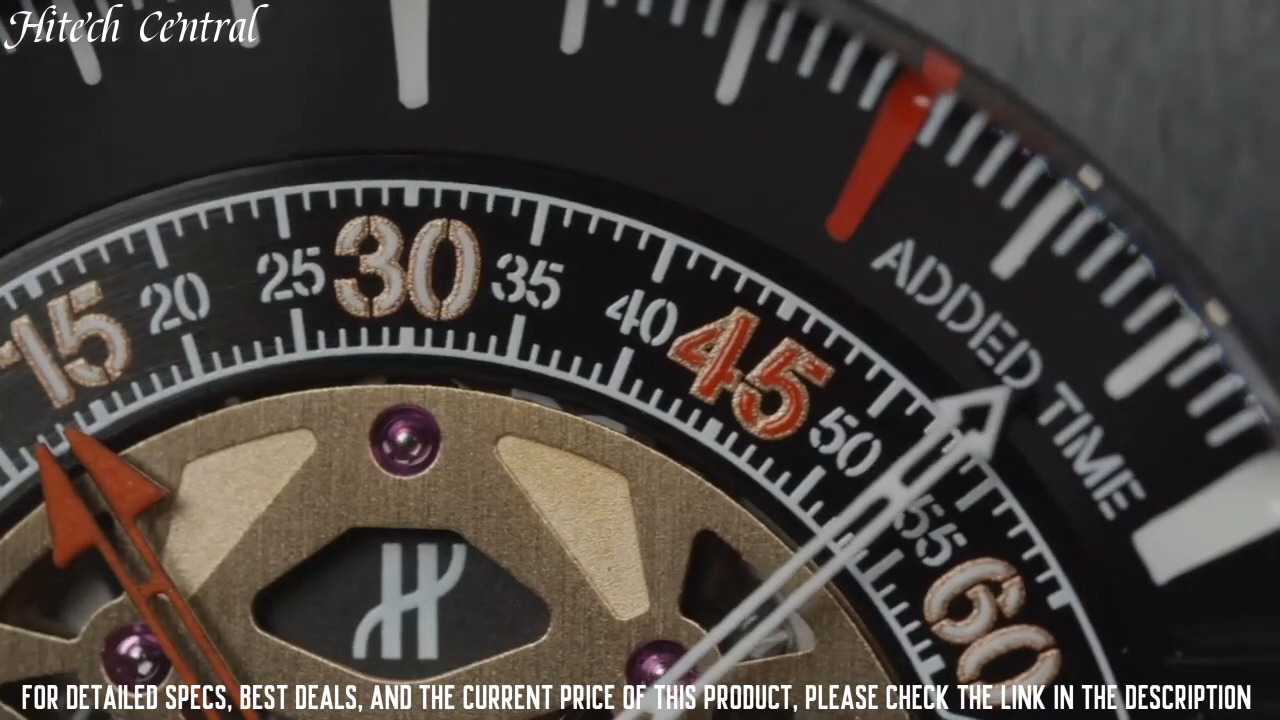 Hitech Central
ADDED TIME
15 20 25 30 35 40 45 50 55 60
H
FOR DETAILED SPECS, BEST DEALS, AND THE CURRENT PRICE OF THIS PRODUCT, PLEASE CHECK THE LINK IN THE DESCRIPTION